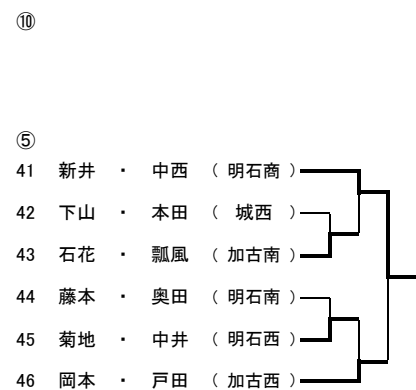 ⑩
⑤
41 新井 ・ 中西 ( 明石商 )
42 下山 ・ 本田 ( 城西 )
43 石花 ・ 瓢風 ( 加古南 )
44 藤本 ・ 奥田 ( 明石南 )
45 菊地 ・ 中井 ( 明石西 )
46 岡本 ・ 戸田 ( 加古西 )